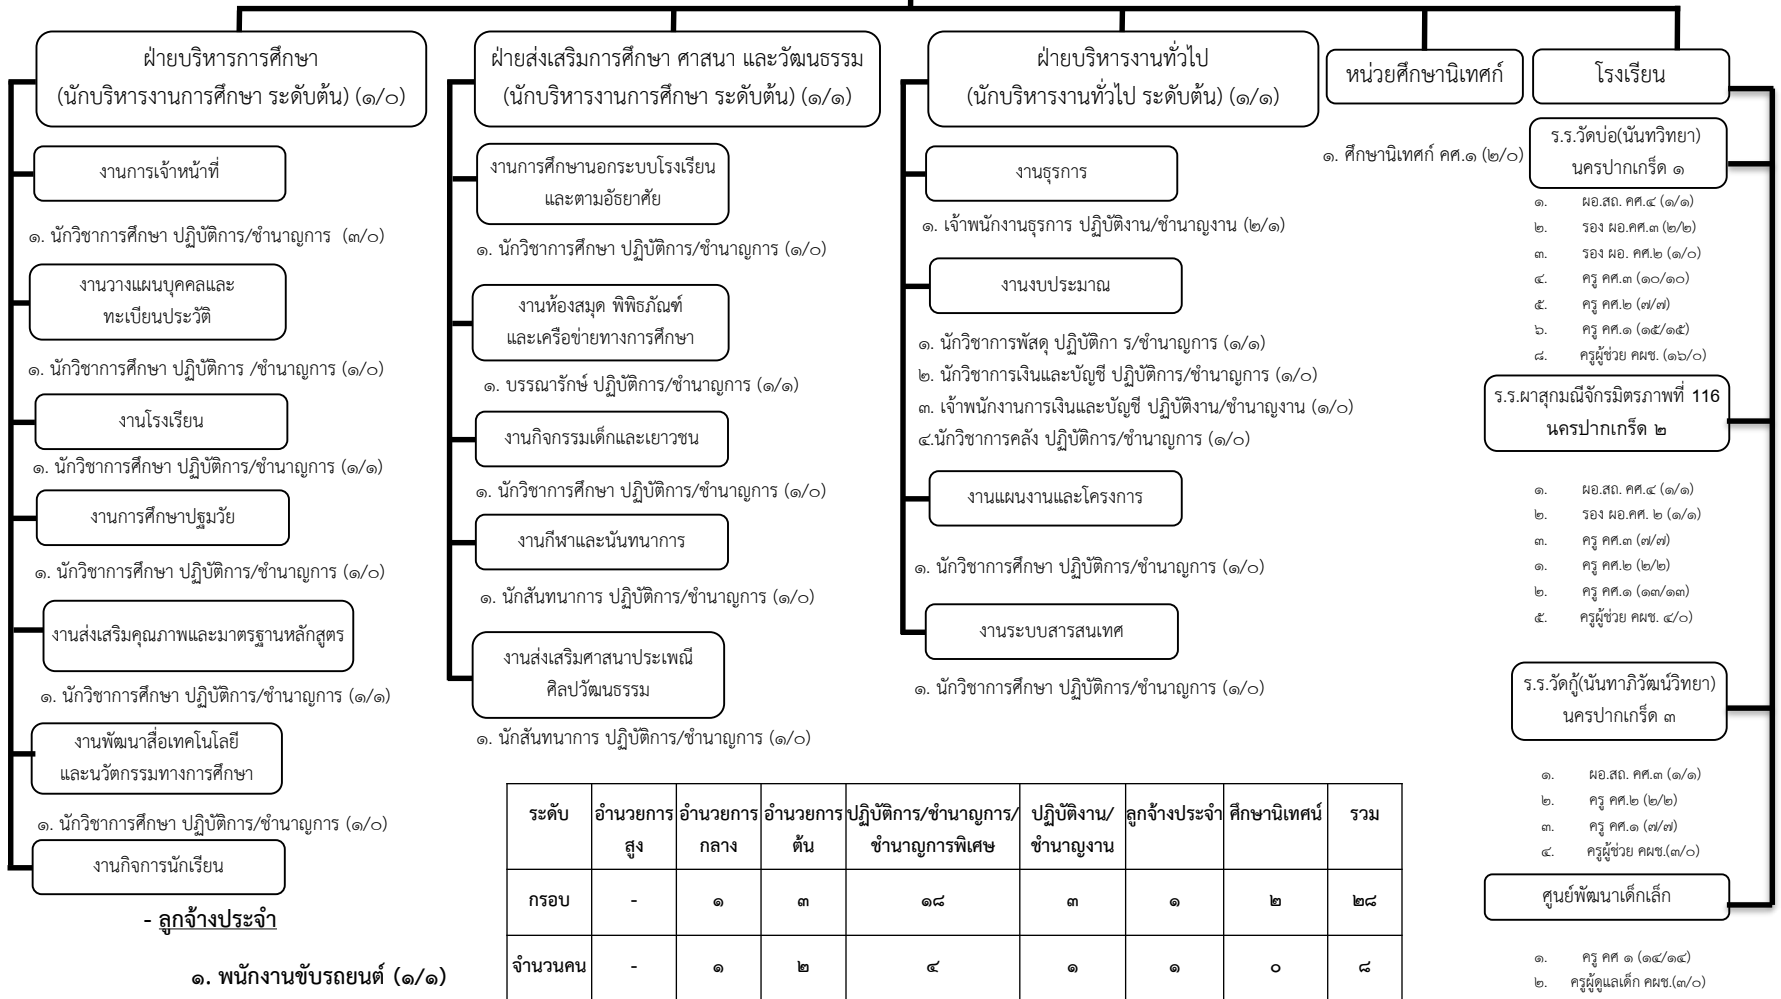 ฝ่ายบริหารการศึกษา
(นักบริหารงานการศึกษา ระดับต้น) (๑/๐)
งานการเจ้าหน้าที่
๑. นักวิชาการศึกษา ปฏิบัติการ/ชำนาญการ (๓/๐)
งานวางแผนบุคคลและ
ทะเบียนประวัติ
๑. นักวิชาการศึกษา ปฏิบัติการ /ชำนาญการ (๑/๐)
งานโรงเรียน
๑. นักวิชาการศึกษา ปฏิบัติการ/ชำนาญการ (๑/๑)
งานการศึกษาปฐมวัย
๑. นักวิชาการศึกษา ปฏิบัติการ/ชำนาญการ (๑/๐)
งานส่งเสริมคุณภาพและมาตรฐานหลักสูตร
๑. นักวิชาการศึกษา ปฏิบัติการ/ชำนาญการ (๑/๑)
งานพัฒนาสื่อเทคโนโลยี
และนวัตกรรมทางการศึกษา
๑. นักวิชาการศึกษา ปฏิบัติการ/ชำนาญการ (๑/๐)
งานกิจการนักเรียน
- ลูกจ้างประจำ
๑. พนักงานขับรถยนต์ (๑/๑)
ฝ่ายส่งเสริมการศึกษา ศาสนา และวัฒนธรรม
(นักบริหารงานการศึกษา ระดับต้น) (๑/๑)
งานการศึกษานอกระบบโรงเรียน
และตามอัธยาศัย
๑. นักวิชาการศึกษา ปฏิบัติการ/ชำนาญการ (๑/๐)
งานห้องสมุด พิพิธภัณฑ์
และเครือข่ายทางการศึกษา
๑. บรรณารักษ์ ปฏิบัติการ/ชำนาญการ (๑/๑)
งานกิจกรรมเด็กและเยาวชน
๑. นักวิชาการศึกษา ปฏิบัติการ/ชำนาญการ (๑/๐)
งานกีฬาและนันทนาการ
๑. นักสันทนาการ ปฏิบัติการ/ชำนาญการ (๑/๐)
งานส่งเสริมศาสนาประเพณี
ศิลปวัฒนธรรม
๑. นักสันทนาการ ปฏิบัติการ/ชำนาญการ (๑/๐)
ฝ่ายบริหารงานทั่วไป
(นักบริหารงานทั่วไป ระดับต้น) (๑/๑)
งานธุรการ
๑. เจ้าพนักงานธุรการ ปฏิบัติงาน/ชำนาญงาน (๒/๑)
งานงบประมาณ
๑. นักวิชาการพัสดุ ปฏิบัติกา ร/ชำนาญการ (๑/๑)
๒. นักวิชาการเงินและบัญชี ปฏิบัติการ/ชำนาญการ (๑/๐)
๓. เจ้าพนักงานการเงินและบัญชี ปฏิบัติงาน/ชำนาญงาน (๑/๐)
๔.นักวิชาการคลัง ปฏิบัติการ/ชำนาญการ (๑/๐)
งานแผนงานและโครงการ
๑. นักวิชาการศึกษา ปฏิบัติการ/ชำนาญการ (๑/๐)
งานระบบสารสนเทศ
๑. นักวิชาการศึกษา ปฏิบัติการ/ชำนาญการ (๑/๐)
หน่วยศึกษานิเทศก์
๑. ศึกษานิเทศก์ คศ.๑ (๒/๐)
โรงเรียน
ร.ร.วัดบ่อ(นันทวิทยา)
นครปากเกร็ด ๑
๑. ผอ.สถ. คศ.๔ (๑/๑)
๒. รอง ผอ.คศ.๓ (๒/๒)
๓. รอง ผอ. คศ.๒ (๑/๐)
๔. ครู คศ.๓ (๑๐/๑๐)
๕. ครู คศ.๒ (๗/๗)
๖. ครู คศ.๑ (๑๕/๑๕)
๘. ครูผู้ช่วย คผช. (๑๖/๐)
ร.ร.ผาสุกมณีจักรมิตรภาพที่ 116
นครปากเกร็ด ๒
๑. ผอ.สถ. คศ.๔ (๑/๑)
๒. รอง ผอ.คศ. ๒ (๑/๑)
๓. ครู คศ.๓ (๗/๗)
๑. ครู คศ.๒ (๒/๒)
๒. ครู คศ.๑ (๑๓/๑๓)
๕. ครูผู้ช่วย คผช. ๔/๐)
ร.ร.วัดกู้(นันทาภิวัฒน์วิทยา)
นครปากเกร็ด ๓
๑. ผอ.สถ. คศ.๓ (๑/๑)
๒. ครู คศ.๒ (๒/๒)
๓. ครู คศ.๑ (๗/๗)
๔. ครูผู้ช่วย คผช.(๓/๐)
ศูนย์พัฒนาเด็กเล็ก
๑. ครู คศ ๑ (๑๔/๑๔)
๒. ครูผู้ดูแลเด็ก คผช.(๓/๐)
ระดับ อำนวยการสูง อำนวยการกลาง อำนวยการต้น ปฏิบัติการ/ชำนาญการ/ชำนาญการพิเศษ ปฏิบัติงาน/ชำนาญงาน ลูกจ้างประจำ ศึกษานิเทศน์ รวม
กรอบ - ๑ ๓ ๑๘ ๓ ๑ ๒ ๒๘
จำนวนคน - ๑ ๒ ๔ ๑ ๑ ๐ ๘